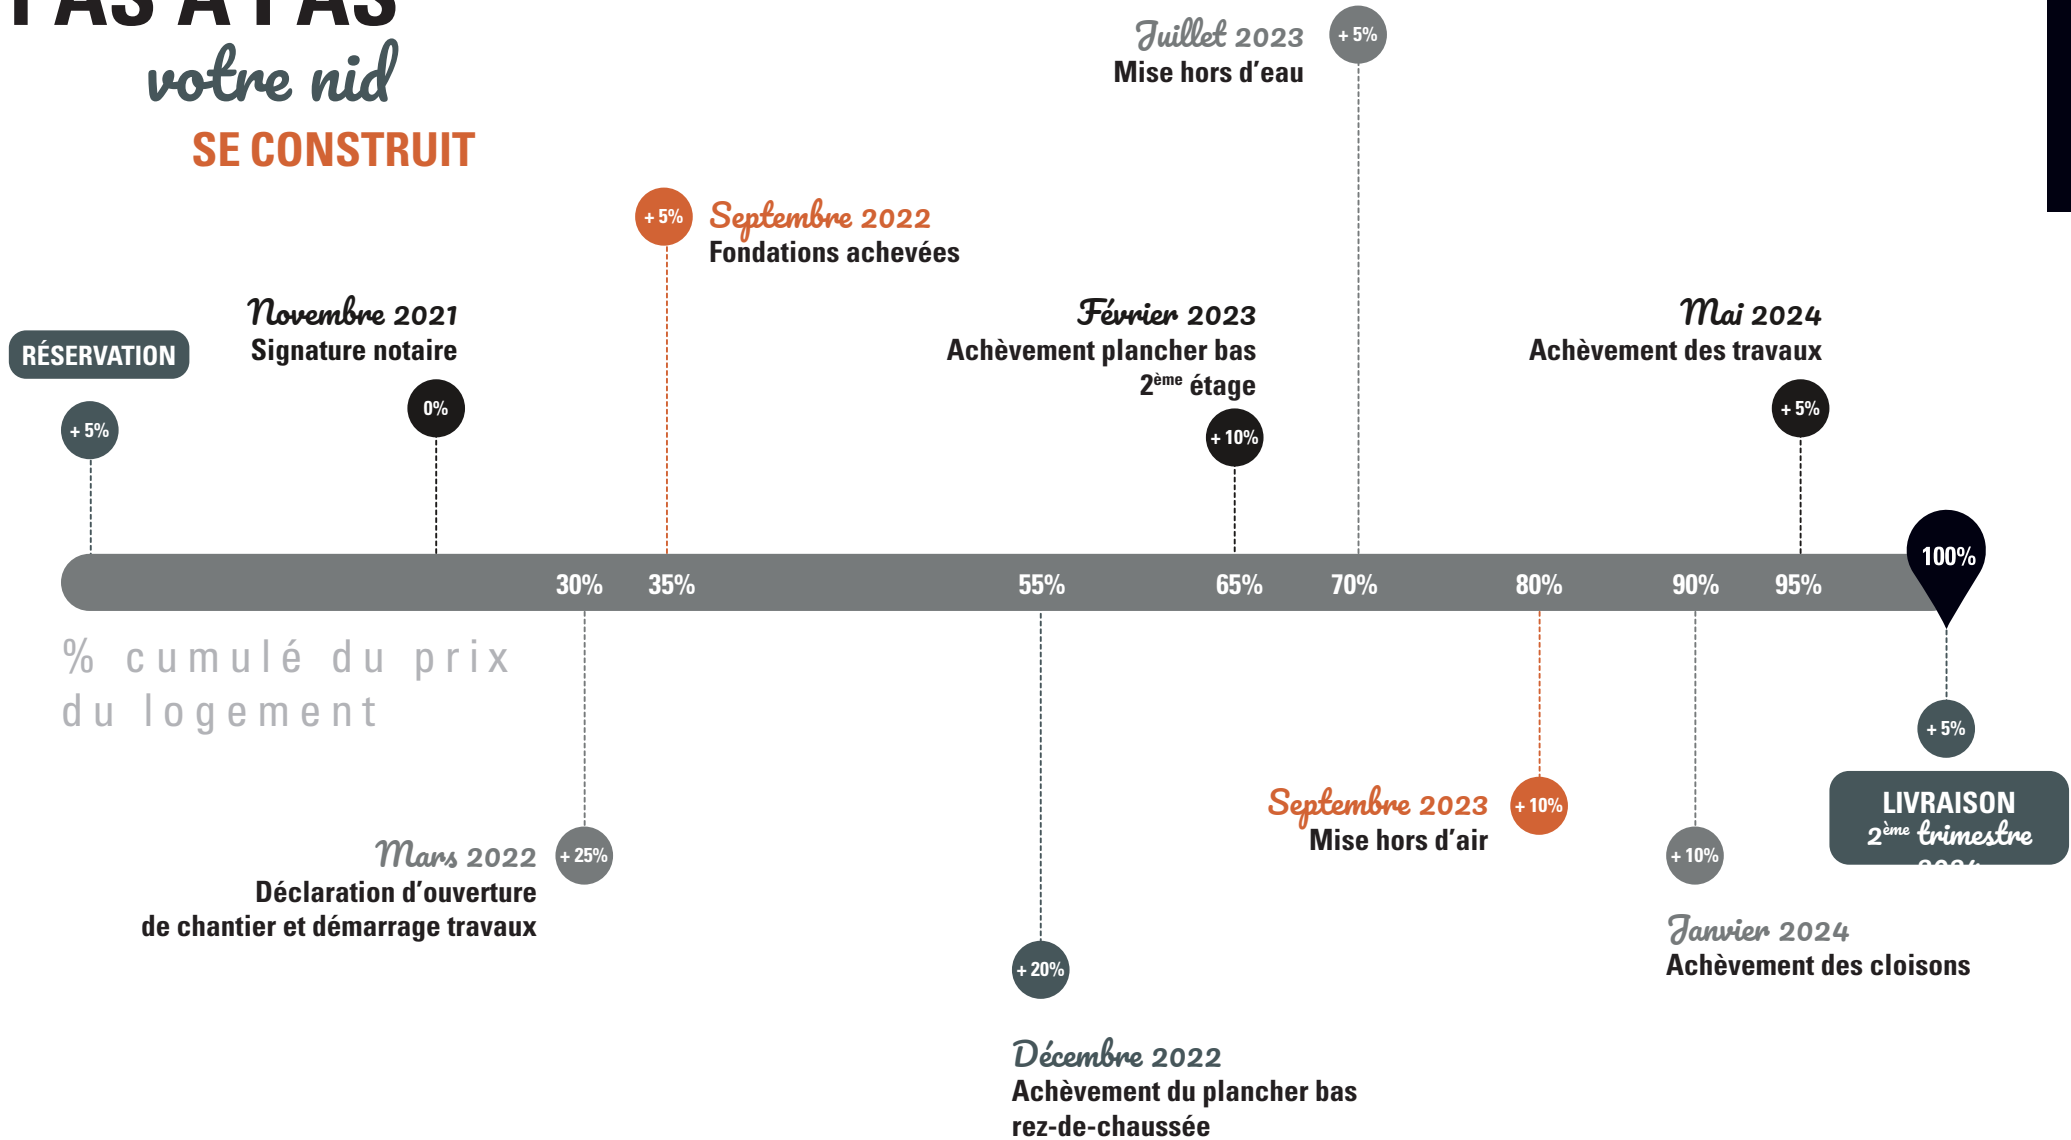 PAS À PAS
votre nid
SE CONSTRUIT
Juillet 2023
+ 5%
Mise hors d'eau
+ 5%
Septembre 2022
Fondations achevées
Novembre 2021
Signature notaire
0%
Février 2023
Achèvement plancher bas
2ème étage
+ 10%
Mai 2024
Achèvement des travaux
+ 5%
RÉSERVATION
+ 5%
30%
35%
55%
65%
70%
80%
90%
95%
100%
% cumulé du prix
du logement
+ 5%
LIVRAISON
2ème trimestre
2024
Septembre 2023
+ 10%
Mise hors d'air
Mars 2022
+ 25%
Déclaration d'ouverture
de chantier et démarrage travaux
+ 10%
Janvier 2024
Achèvement des cloisons
+ 20%
Décembre 2022
Achèvement du plancher bas
rez-de-chaussée